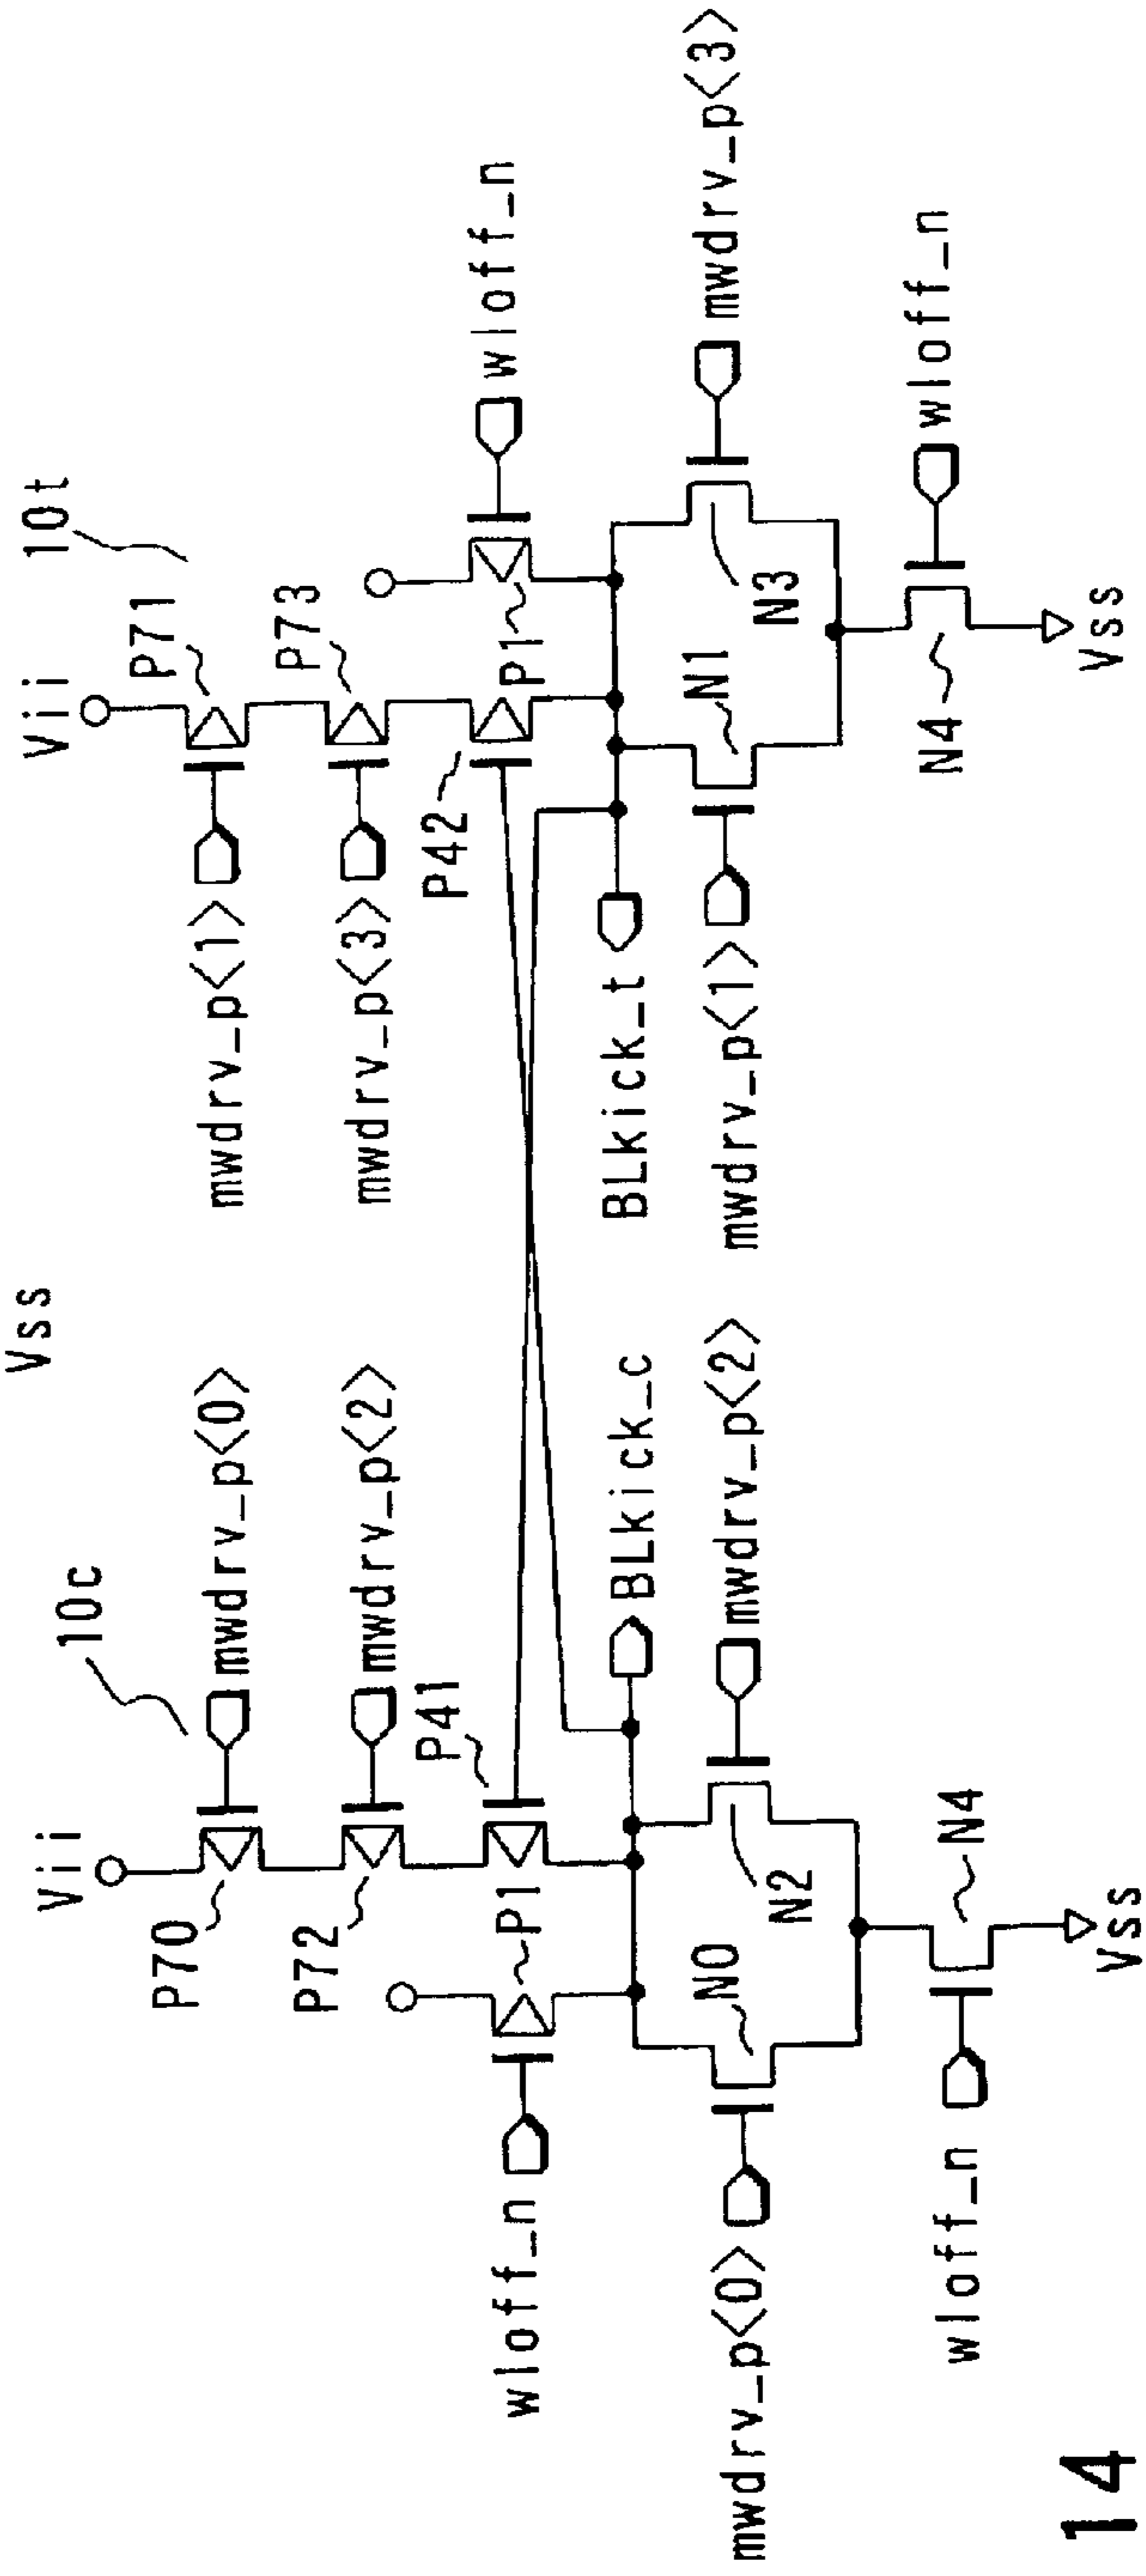 Vss
Vii
10c
Vii
10t
P70
mwdrv_p<0>
mwdrv_p<1>
P71
P72
mwdrv_p<2>
mwdrv_p<3>
P73
wloff_n
P1
P41
P42
P1
wloff_n
BLkick_c
BLkick_t
mwdrv_p<0>
N0
N2
mwdrv_p<2>
mwdrv_p<1>
N1
N3
mwdrv_p<3>
wloff_n
N4
N4
wloff_n
Vss
Vss
14